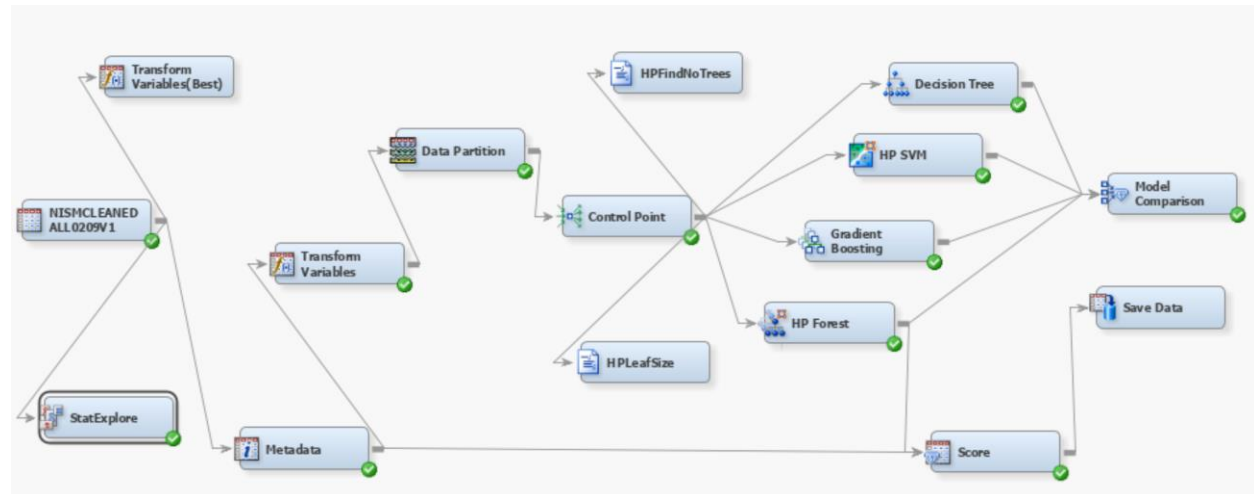 Transform
Variables(Best)
HPFindNoTrees
Decision Tree
Data Partition
HP SVM
Model
Comparison
NISMCLEANED
ALL0209V1
Control Point
Gradient
Boosting
Transform
Variables
Save Data
HP Forest
HPLeafSize
StatExplore
Metadata
Score